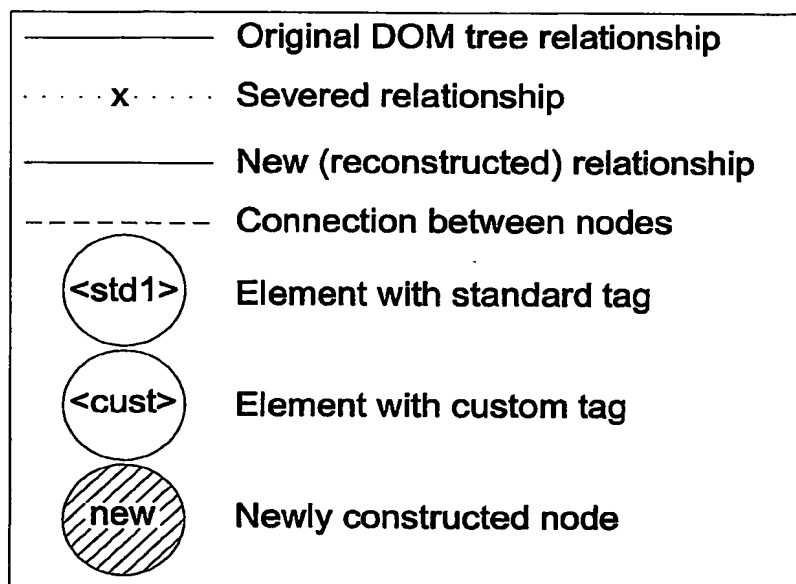 Original DOM tree relationship
x Severed relationship
New (reconstructed) relationship
Connection between nodes
<std1> Element with standard tag
<cust> Element with custom tag
new Newly constructed node